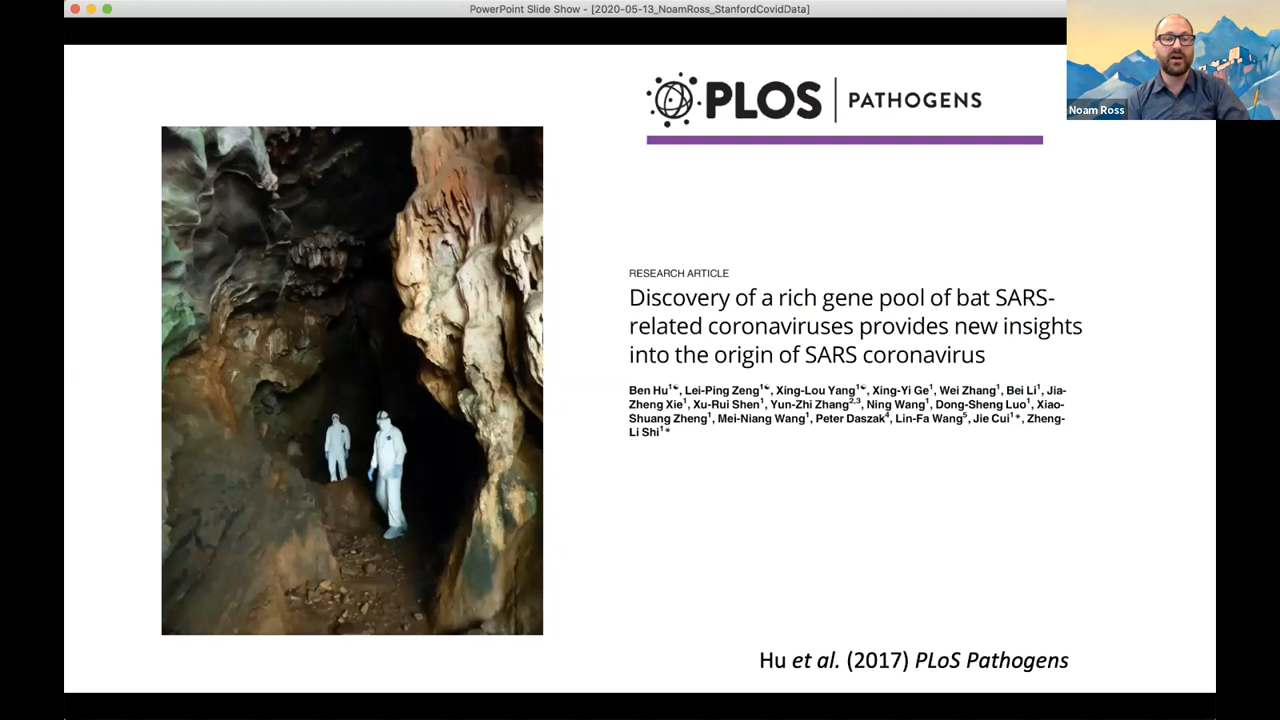 PowerPoint Slide Show - [2020-05-13_NoamRoss_StanfordCovidData]
Noam Ross
PLOS | PATHOGENS
RESEARCH ARTICLE
Discovery of a rich gene pool of bat SARS-
related coronaviruses provides new insights
into the origin of SARS coronavirus
Ben Hu1☯, Lei-Ping Zeng1☯, Xing-Lou Yang1☯, Xing-Yi Ge1, Wei Zhang1, Bei Li1, Jia-
Zheng Xie1, Xu-Rui Shen1, Yun-Zhi Zhang2,3, Ning Wang1, Dong-Sheng Luo1, Xiao-
Shuang Zheng1, Mei-Niang Wang1, Peter Daszak4, Lin-Fa Wang5, Jie Cui1*, Zheng-
Li Shi1*
Hu et al. (2017) PLoS Pathogens